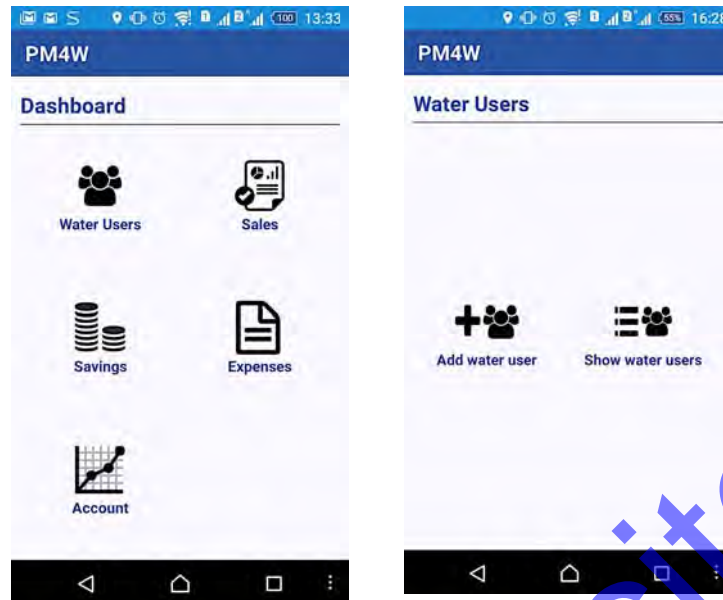 13:33
PM4W
Dashboard
Water Users
Sales
Savings
Expenses
Account
16:28
PM4W
Water Users
Add water user
Show water users